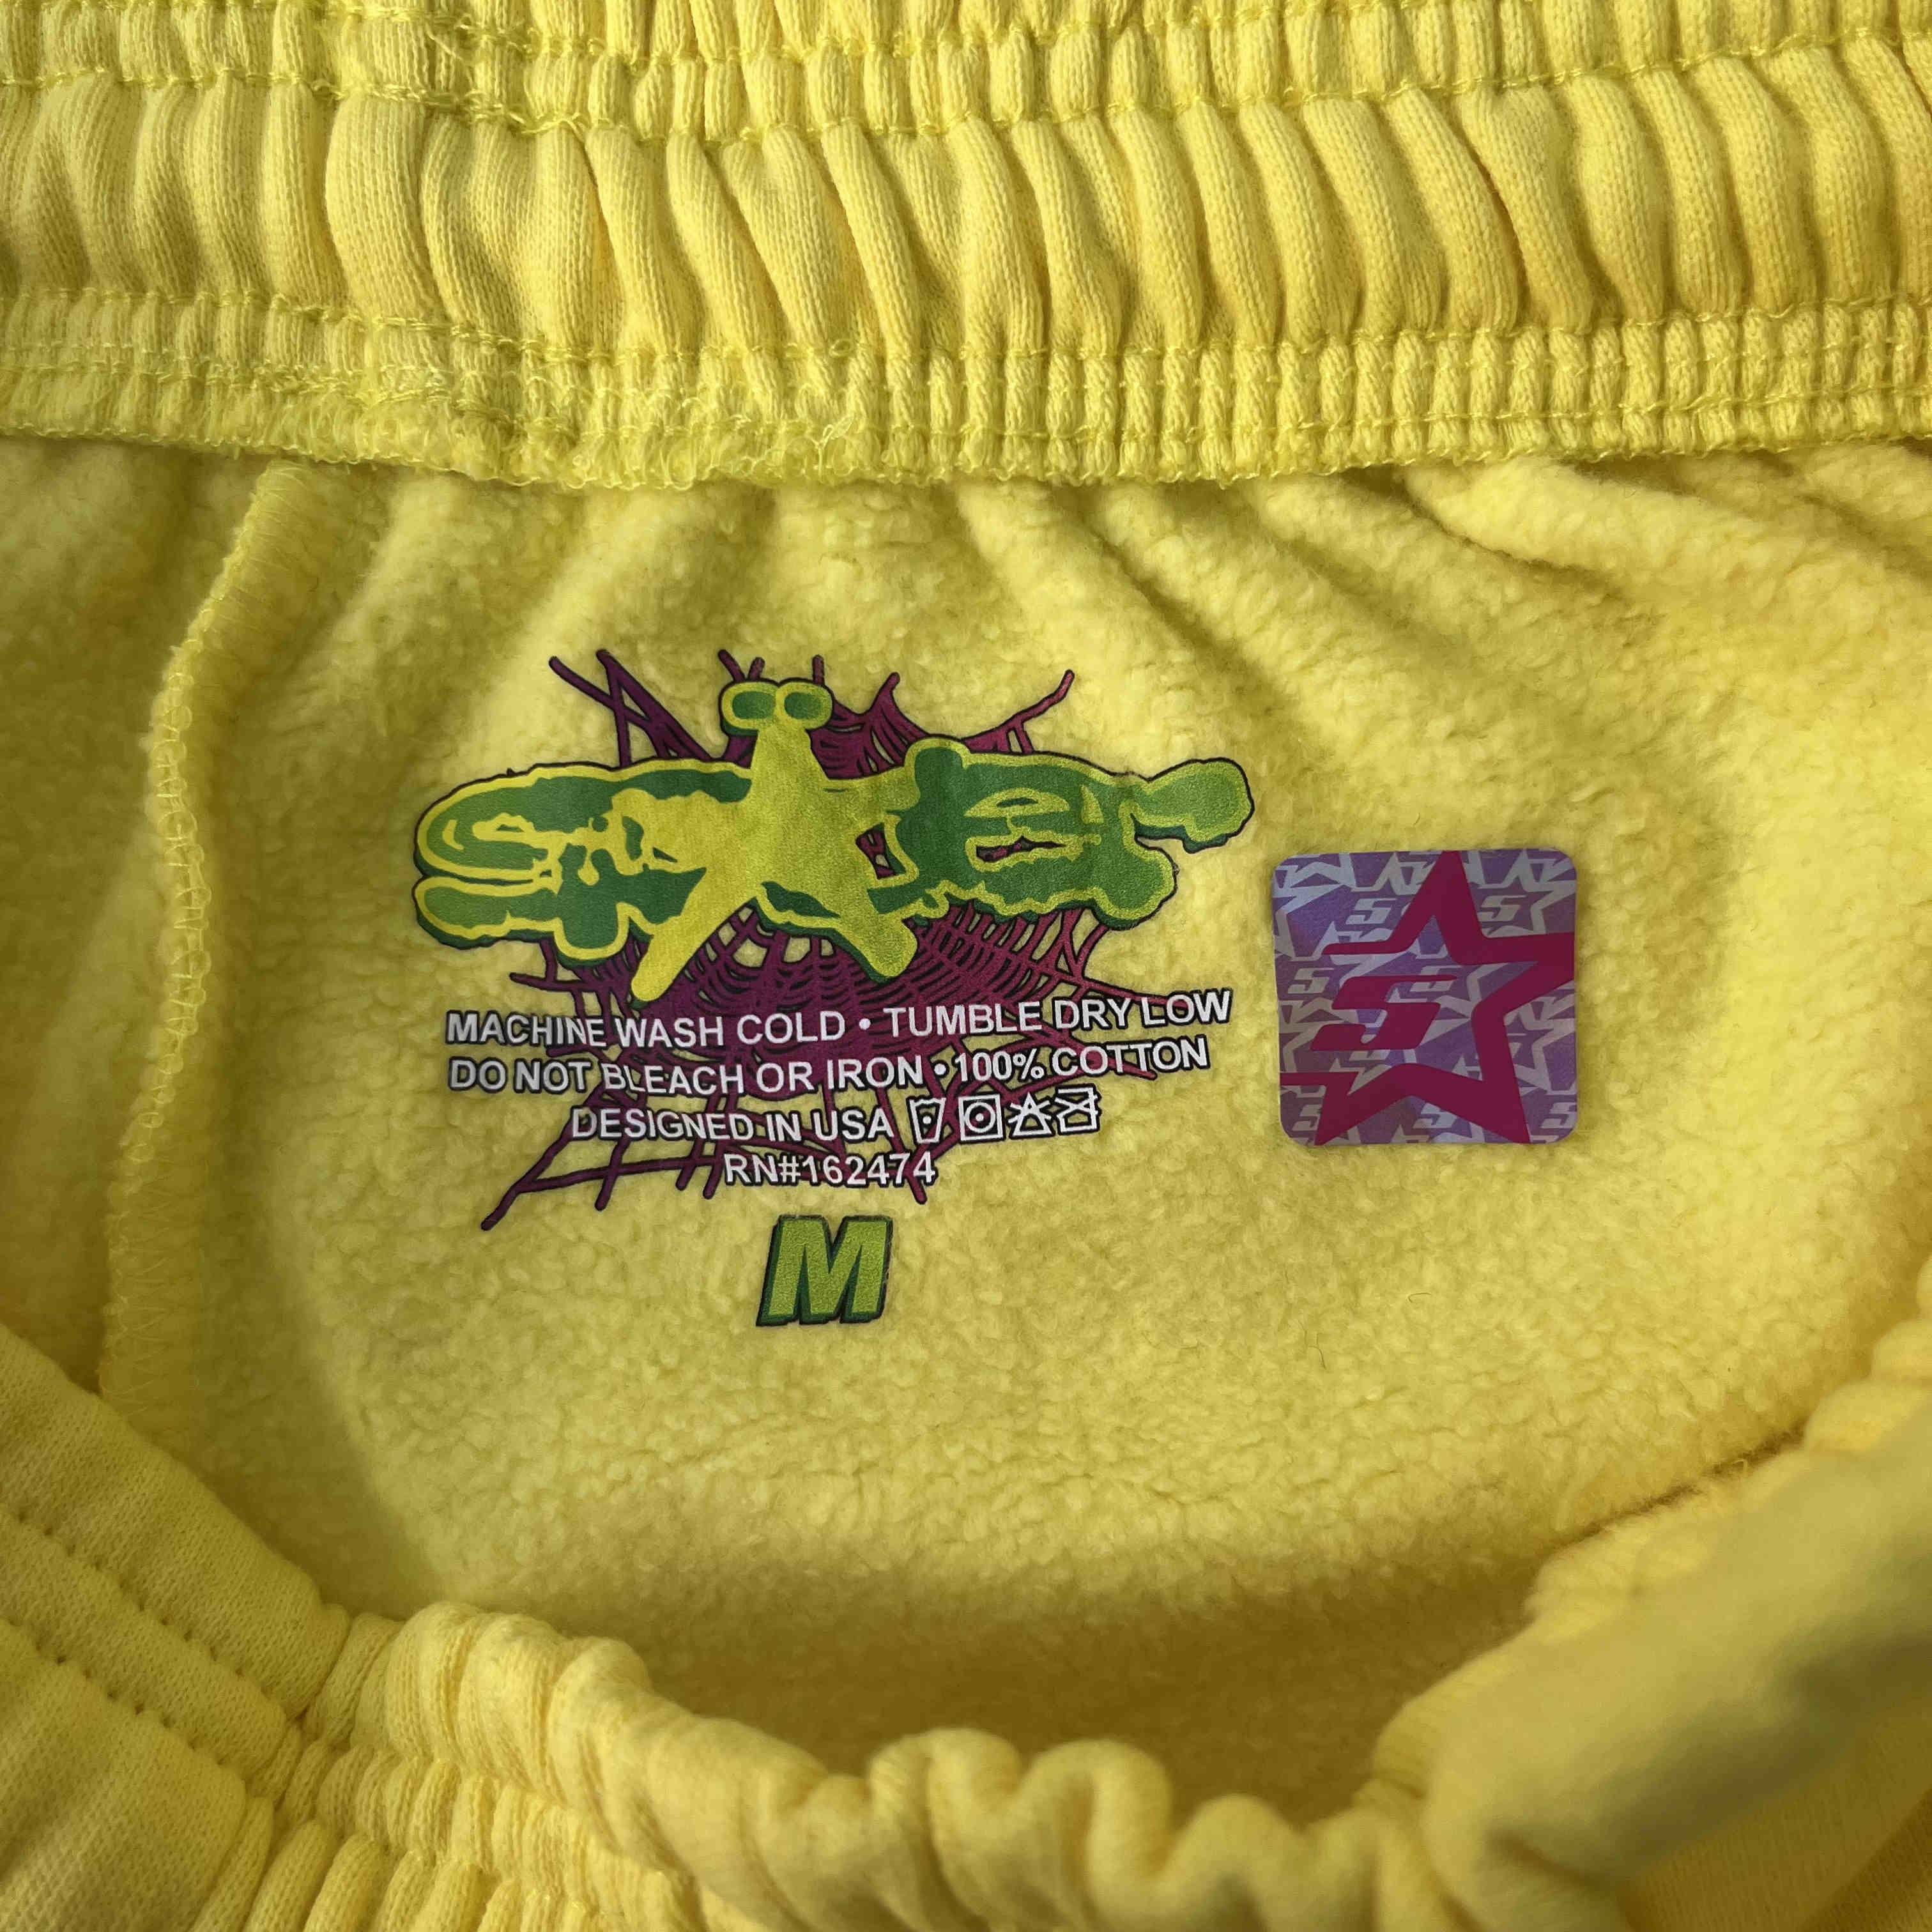 MACHINE WASH COLD • TUMBLE DRY LOW
DO NOT BLEACH OR IRON • 100% COTTON
DESIGNED IN USA
RN#162474
M